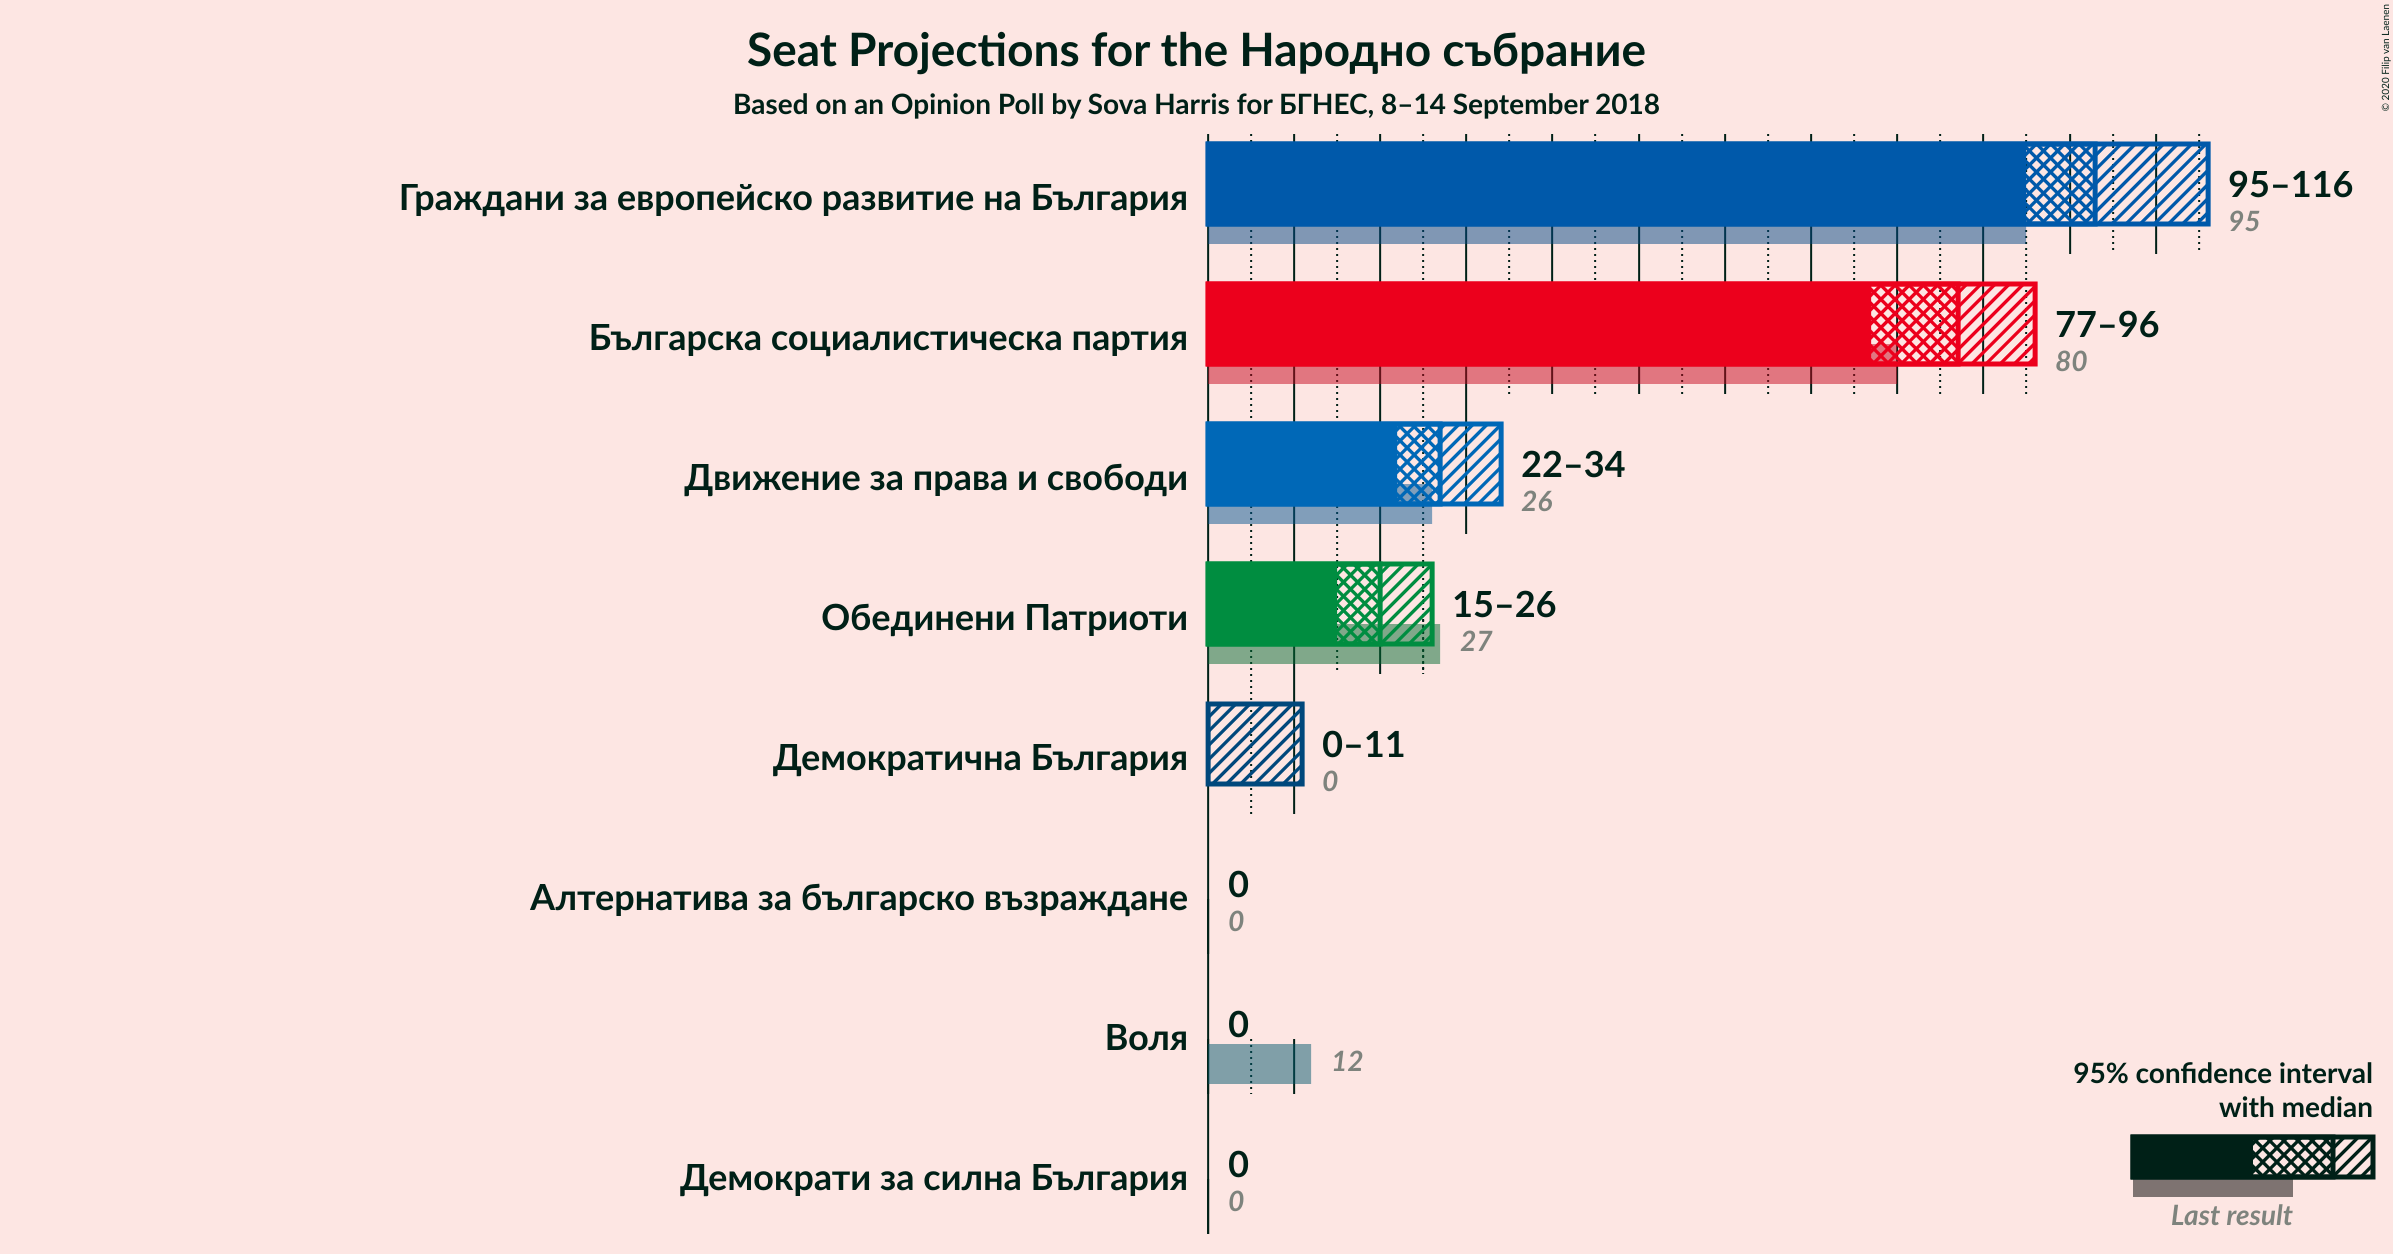 Seat Projections for the Народно събрание
Based on an Opinion Poll by Sova Harris for БГНЕС, 8–14 September 2018
© 2020 Filip van Laenen
Граждани за европейско развитие на България
95–116
95
Българска социалистическа партия
77–96
80
Движение за права и свободи
22–34
26
Обединени Патриоти
15–26
27
Демократична България
0–11
0
Алтернатива за българско възраждане
0
0
Воля
0
12
Демократи за силна България
0
0
95% confidence interval
with median
Last result